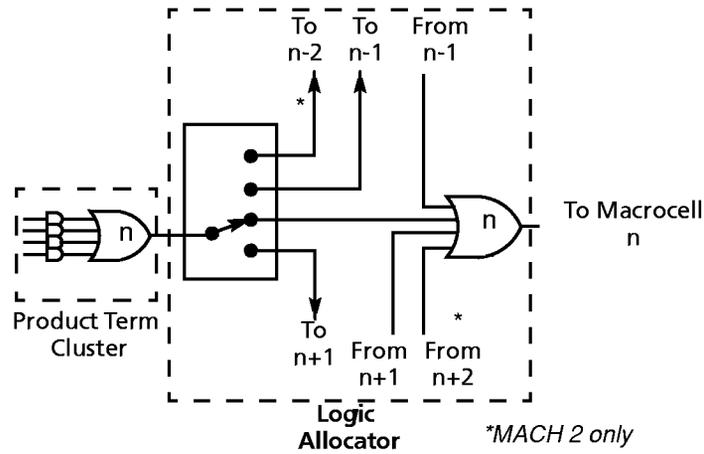 To
n-2
To
n-1
From
n-1
*
n
n
To Macrocell
n
Product Term
Cluster
To
n+1
From
n+1
From
n+2
*
Logic
Allocator
*MACH 2 only